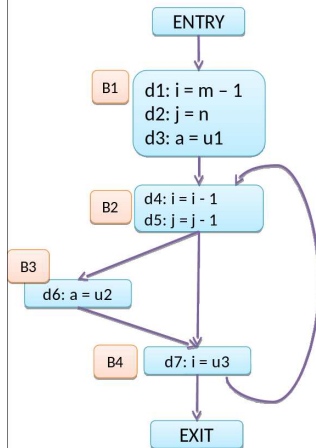 ENTRY
B1
d1: i = m – 1
d2: j = n
d3: a = u1
B2
d4: i = i - 1
d5: j = j - 1
B3
d6: a = u2
B4
d7: i = u3
EXIT